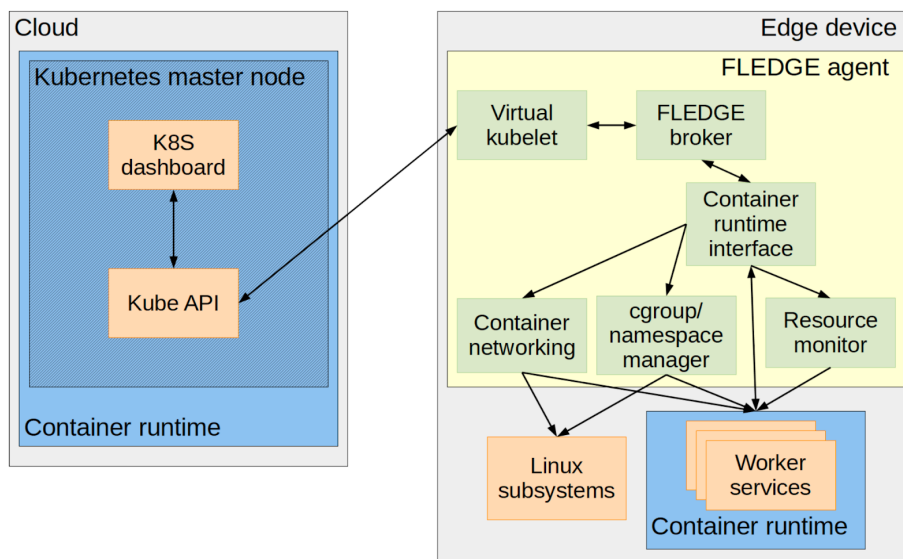 Cloud
Kubernetes master node
K8S
dashboard
Kube API
Container runtime
Edge device
FLEDGE agent
Virtual
kubelet
FLEDGE
broker
Container
runtime
interface
Container
networking
cgroup/
namespace
manager
Resource
monitor
Linux
subsystems
Worker
services
Container runtime